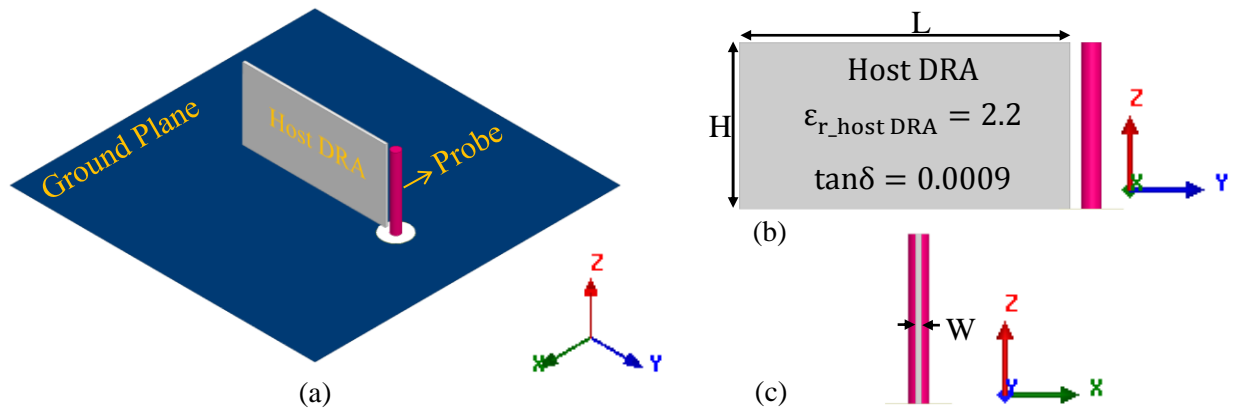 Ground Plane
Host DRA
Probe
Z
X
Y
(a)
L
H
Host DRA
εr_host DRA = 2.2
tanδ = 0.0009
Z
X
Y
(b)
W
Z
Y
X
(c)